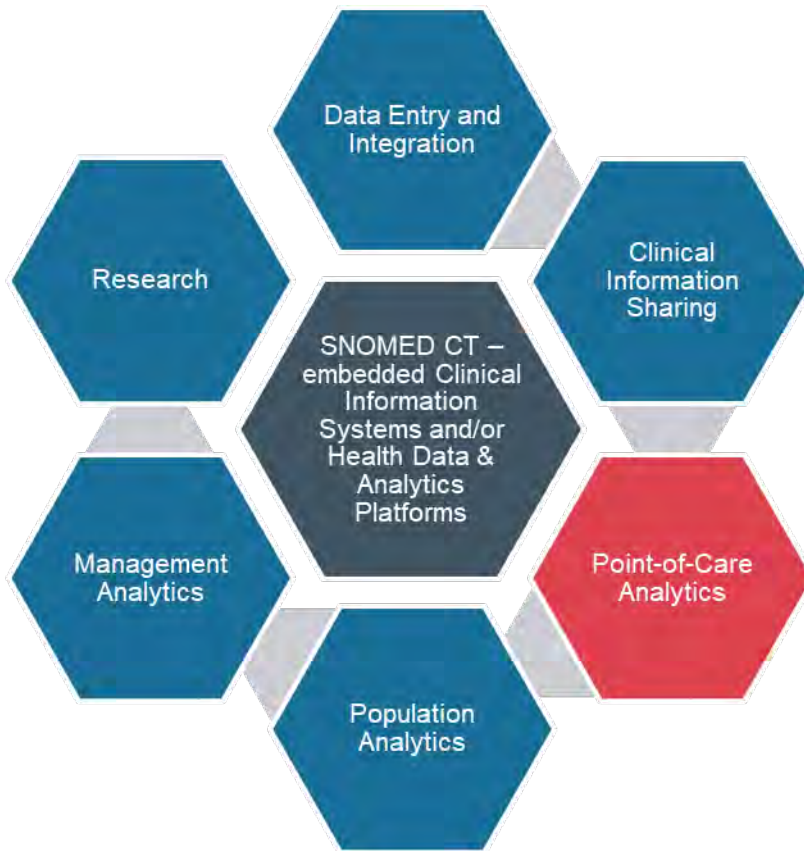 Data Entry and
Integration
Clinical
Information
Sharing
Research
SNOMED CT –
embedded Clinical
Information
Systems and/or
Health Data &
Analytics
Platforms
Point-of-Care
Analytics
Management
Analytics
Population
Analytics